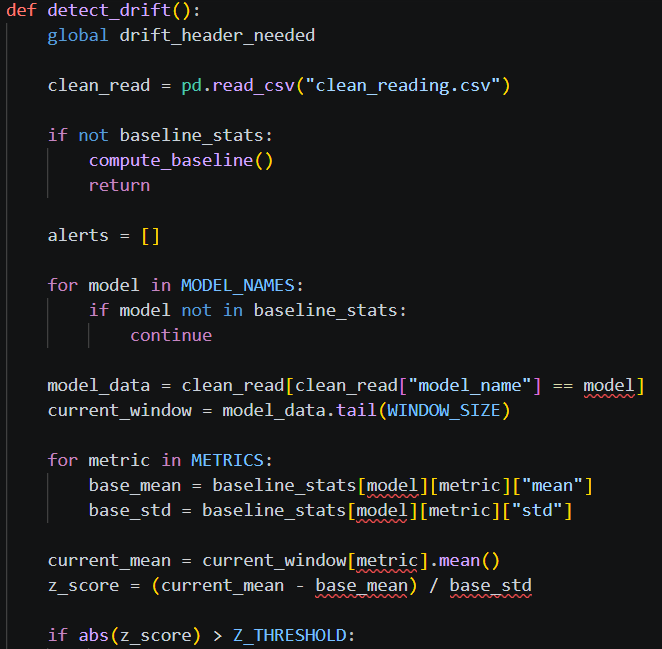 def detect_drift():
    global drift_header_needed
    clean_read = pd.read_csv("clean_reading.csv")
    if not baseline_stats:
        compute_baseline()
        return
    alerts = []
    for model in MODEL_NAMES:
        if model not in baseline_stats:
            continue
    model_data = clean_read[clean_read["model_name"] == model]
    current_window = model_data.tail(WINDOW_SIZE)
    for metric in METRICS:
        base_mean = baseline_stats[model][metric]["mean"]
        base_std = baseline_stats[model][metric]["std"]
    current_mean = current_window[metric].mean()
    z_score = (current_mean - base_mean) / base_std
    if abs(z_score) > Z_THRESHOLD: